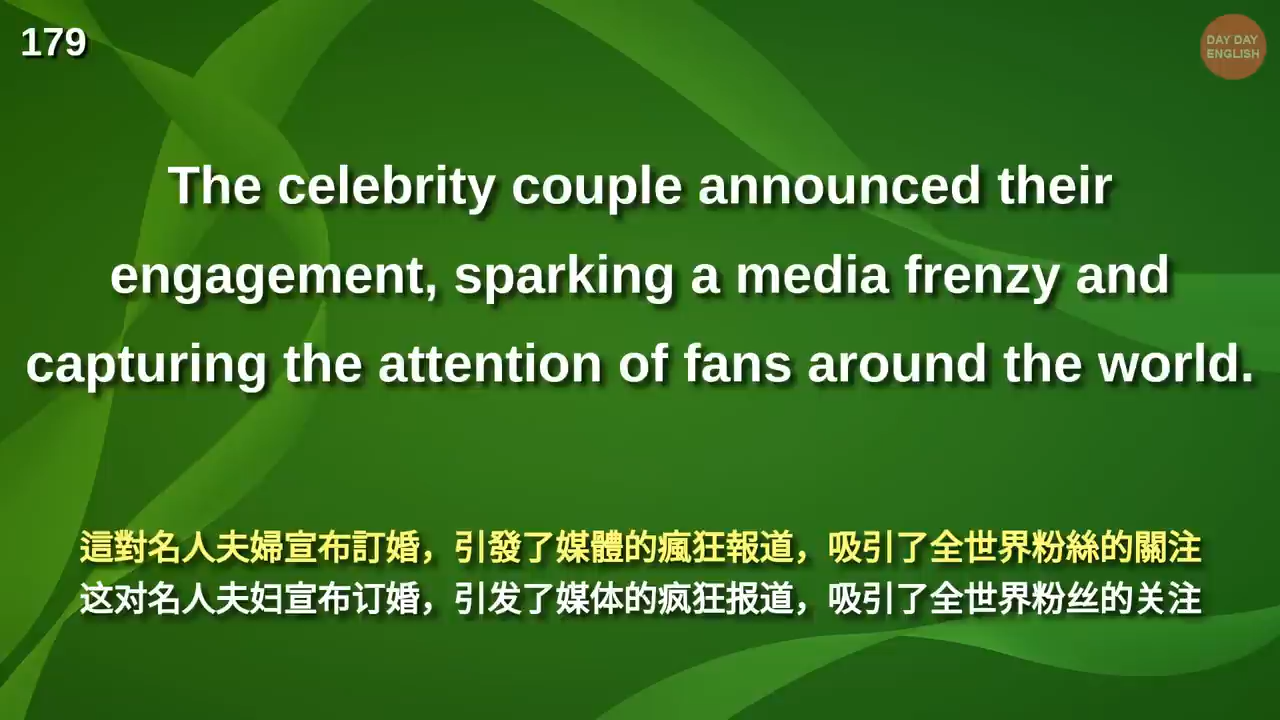 179
DAY DAY
ENGLISH
The celebrity couple announced their
engagement, sparking a media frenzy and
capturing the attention of fans around the world.
這對名人夫婦宣布訂婚，引發了媒體的瘋狂報道，吸引了全世界粉絲的關注
这对名人夫妇宣布订婚，引发了媒体的疯狂报道，吸引了全世界粉丝的关注